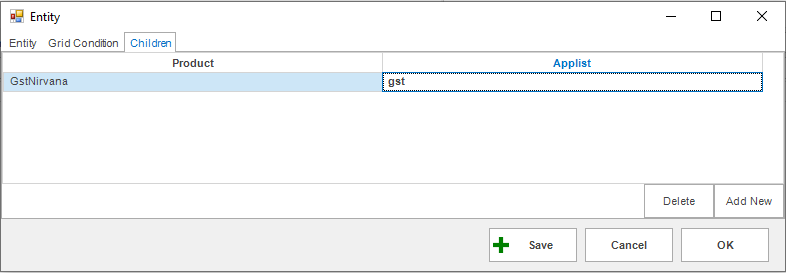 Entity
Entity Grid Condition Children
Product Applist
GstNirvana gst
Delete Add New
Save Cancel OK